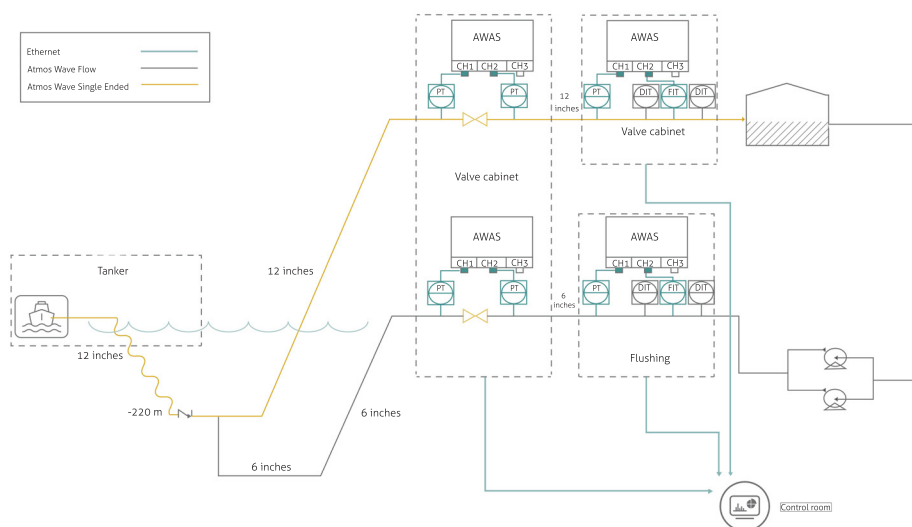 Ethernet
Atmos Wave Flow
Atmos Wave Single Ended
AWAS
CH1 CH2 CH3
PT
PT
12
inches
AWAS
CH1 CH2 CH3
PT
DIT
FIT
DIT
Valve cabinet
Valve cabinet
AWAS
CH1 CH2 CH3
PT
PT
6
inches
AWAS
CH1 CH2 CH3
PT
DIT
FIT
DIT
Flushing
Tanker
12 inches
12 inches
-220 m
6 inches
6 inches
Control room